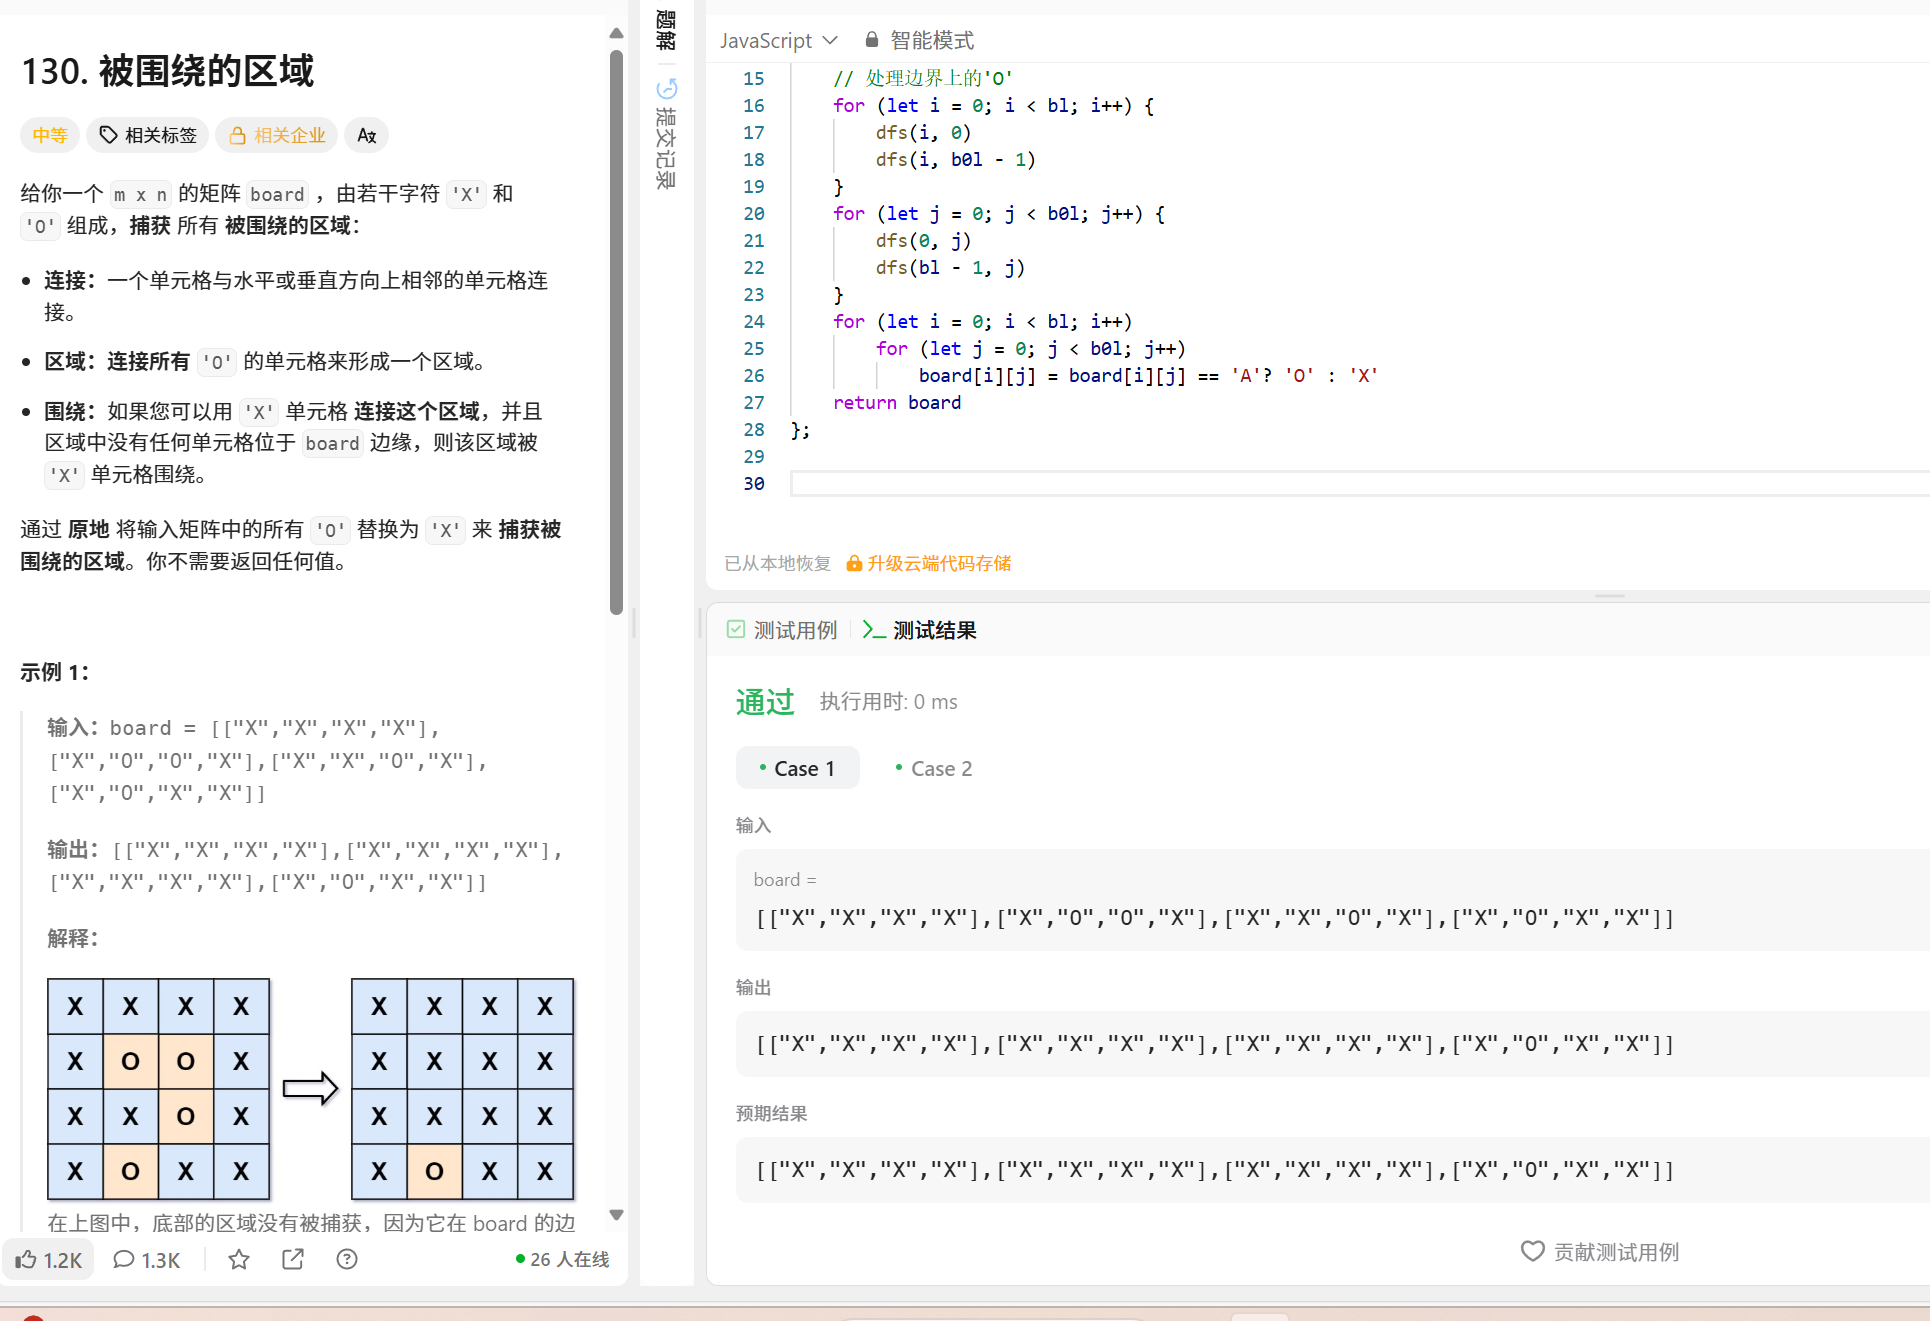 130. 被围绕的区域
中等 相关标签 相关企业
给你一个 m x n 的矩阵 board ，由若干字符 'X' 和
'O' 组成，捕获 所有 被围绕的区域：
连接：一个单元格与水平或垂直方向上相邻的单元格连
接。
区域：连接所有 'O' 的单元格来形成一个区域。
围绕：如果您可以用 'X' 单元格 连接这个区域，并且
区域中没有任何单元格位于 board 边缘，则该区域被
'X' 单元格围绕。
通过 原地 将输入矩阵中的所有 'O' 替换为 'X' 来 捕获被
围绕的区域。你不需要返回任何值。
示例 1：
输入：board = [["X","X","X","X"],
["X","O","O","X"],["X","X","O","X"],
["X","O","X","X"]]
输出：[["X","X","X","X"],["X","X","X","X"],
["X","X","X","X"],["X","O","X","X"]]
解释：
X X X X
X O O X
X X O X
X O X X
X X X X
X X X X
X X X X
X O X X
在上图中，底部的区域没有被捕获，因为它在 board 的边
1.2K 1.3K 26 人在线
题解
提交记录
JavaScript 智能模式
15 // 处理边界上的'O'
16 for (let i = 0; i < bl; i++) {
17 dfs(i, 0)
18 dfs(i, b0l - 1)
19 }
20 for (let j = 0; j < b0l; j++) {
21 dfs(0, j)
22 dfs(bl - 1, j)
23 }
24 for (let i = 0; i < bl; i++)
25 for (let j = 0; j < b0l; j++)
26 board[i][j] = board[i][j] == 'A'? 'O' : 'X'
27 return board
28 };
29
30
已从本地恢复 升级云端代码存储
测试用例 测试结果
通过 执行用时: 0 ms
Case 1 Case 2
输入
board =
[["X","X","X","X"],["X","O","O","X"],["X","X","O","X"],["X","O","X","X"]]
输出
[["X","X","X","X"],["X","X","X","X"],["X","X","X","X"],["X","O","X","X"]]
预期结果
[["X","X","X","X"],["X","X","X","X"],["X","X","X","X"],["X","O","X","X"]]
贡献测试用例